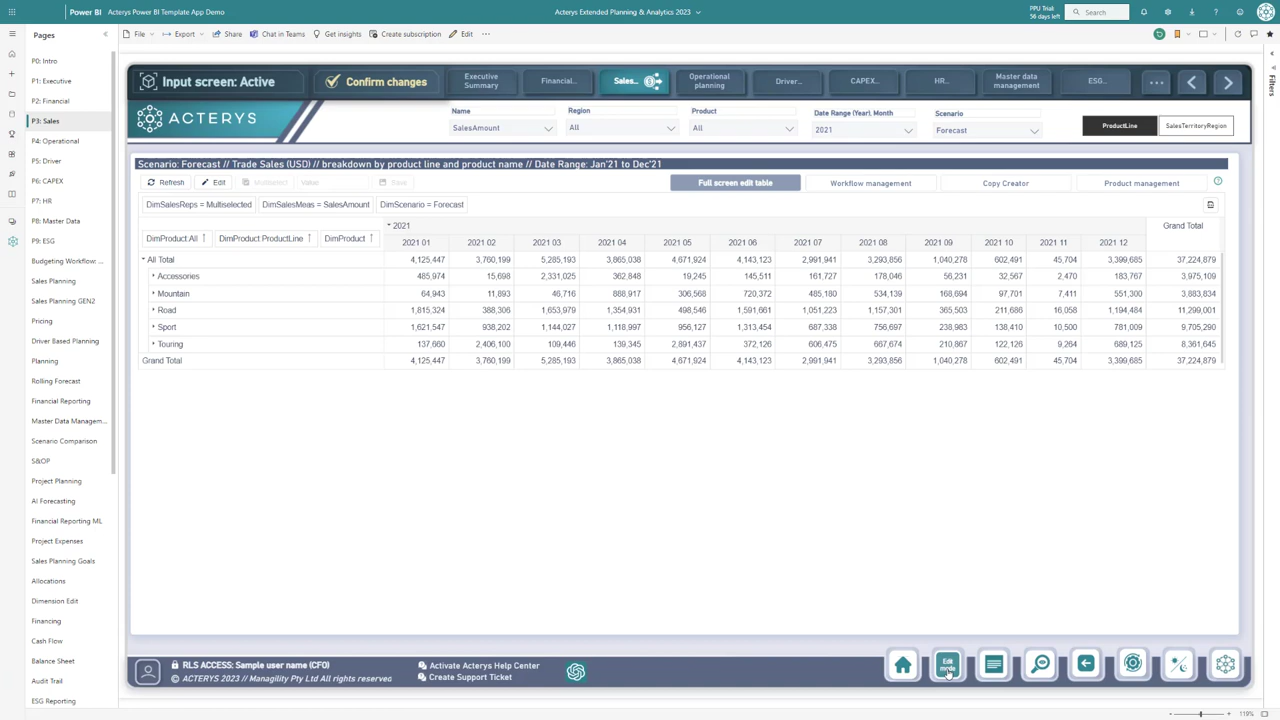 Power BI Acterys Power BI Template App Demo
Acterys Extended Planning & Analytics 2023
PPU Trial
56 days left
Search
Pages
File
Export
Share
Chat in Teams
Get insights
Create subscription
Edit
P0: Intro
P1: Executive
P2: Financial
P3: Sales
P4: Operational
P5: Driver
P6: CAPEX
P7: HR
P8: Master Data
P9: ESG
Budgeting Workflow: ...
Sales Planning
Sales Planning GEN2
Pricing
Driver Based Planning
Planning
Rolling Forecast
Financial Reporting
Master Data Managem...
Scenario Comparison
S&OP
Project Planning
AI Forecasting
Financial Reporting ML
Project Expenses
Sales Planning Goals
Allocations
Dimension Edit
Financing
Cash Flow
Balance Sheet
Audit Trail
ESG Reporting
Input screen: Active
Confirm changes
Executive Summary
Financial...
Sales...
Operational planning
Driver...
CAPEX...
HR...
Master data management
ESG...
ACTERYS
Name
SalesAmount
Region
All
Product
All
Date Range (Year), Month
2021
Scenario
Forecast
ProductLine
SalesTerritoryRegion
Scenario: Forecast // Trade Sales (USD) // breakdown by product line and product name // Date Range: Jan'21 to Dec'21
Refresh Edit Multiselect Value Save
Full screen edit table
Workflow management
Copy Creator
Product management
DimSalesReps = Multiselected DimSalesMeas = SalesAmount DimScenario = Forecast
2021 Grand Total
DimProduct All DimProduct ProductLine DimProduct 2021 01 2021 02 2021 03 2021 04 2021 05 2021 06 2021 07 2021 08 2021 09 2021 10 2021 11 2021 12
All Total 4,125,447 3,760,199 5,285,193 3,865,038 4,671,924 4,143,123 2,991,941 3,293,856 1,040,278 602,491 45,704 3,399,685 37,224,879
Accessories 485,974 15,698 2,331,025 362,848 19,245 145,511 161,727 178,046 56,231 32,567 2,470 183,767 3,975,109
Mountain 64,943 11,893 46,716 888,917 306,568 720,372 485,180 534,139 168,694 97,701 7,411 551,300 3,883,834
Road 1,815,324 388,306 1,653,979 1,354,931 498,546 1,591,661 1,051,223 1,157,301 365,503 211,686 16,058 1,194,484 11,299,001
Sport 1,621,547 938,202 1,144,027 1,118,997 956,127 1,313,454 687,338 756,697 238,983 138,410 10,500 781,009 9,705,290
Touring 137,660 2,406,100 109,446 139,345 2,891,437 372,126 606,475 667,674 210,867 122,126 9,264 689,125 8,361,645
Grand Total 4,125,447 3,760,199 5,285,193 3,865,038 4,671,924 4,143,123 2,991,941 3,293,856 1,040,278 602,491 45,704 3,399,685 37,224,879
Filters
RLS ACCESS: Sample user name (CFO)
© ACTERYS 2023 // Managility Pty Ltd All rights reserved
Activate Acterys Help Center
Create Support Ticket
Edit
mode
119%